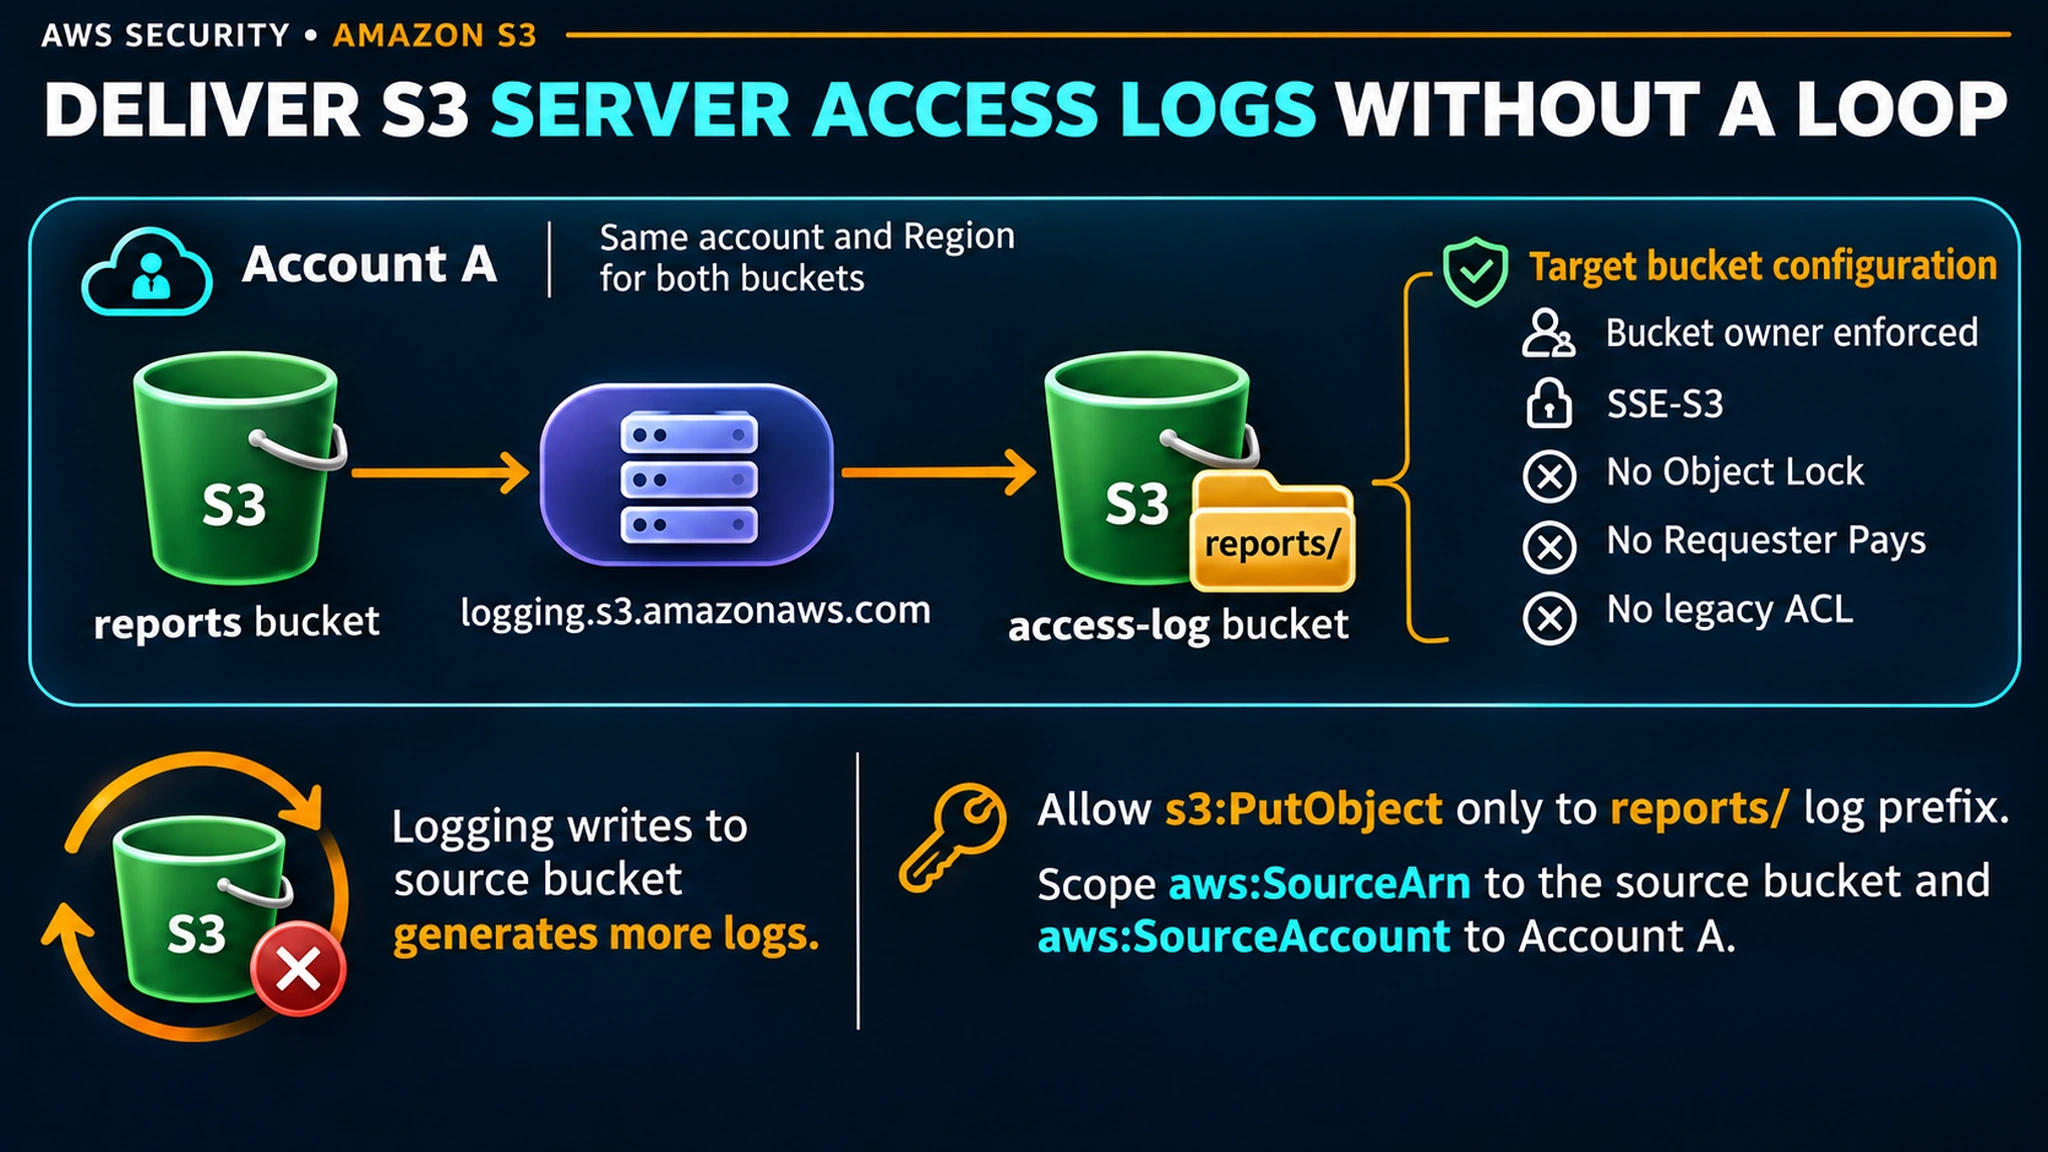 AWS SECURITY • AMAZON S3
DELIVER S3 SERVER ACCESS LOGS WITHOUT A LOOP
Account A
Same account and Region
for both buckets
S3
reports bucket
logging.s3.amazonaws.com
S3
reports/
access-log bucket
Target bucket configuration
Bucket owner enforced
SSE-S3
No Object Lock
No Requester Pays
No legacy ACL
S3
Logging writes to
source bucket
generates more logs.
Allow s3:PutObject only to reports/ log prefix.
Scope aws:SourceArn to the source bucket and
aws:SourceAccount to Account A.